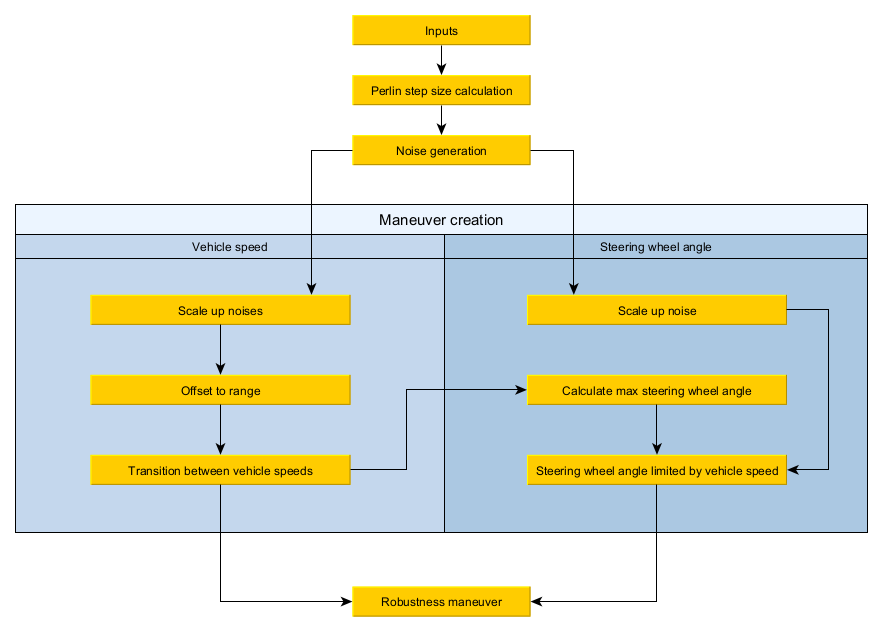 Inputs
Perlin step size calculation
Noise generation
Maneuver creation
Vehicle speed
Steering wheel angle
Scale up noises
Scale up noise
Offset to range
Calculate max steering wheel angle
Transition between vehicle speeds
Steering wheel angle limited by vehicle speed
Robustness maneuver